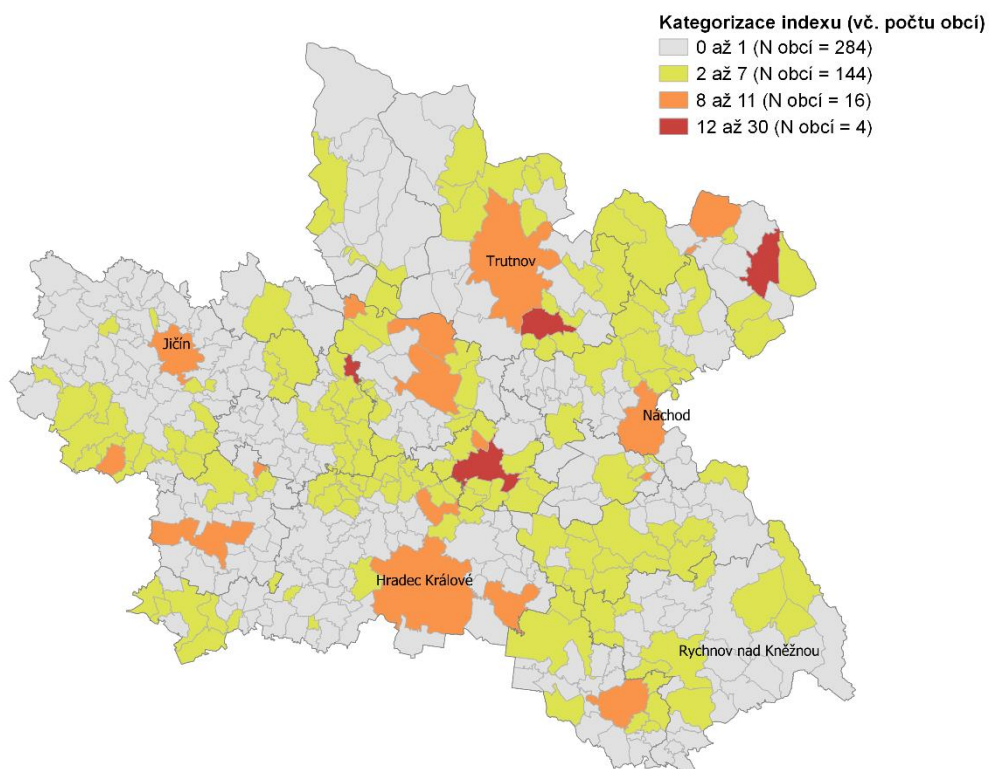 Kategorizace indexu (vč. počtu obcí)
0 až 1 (N obcí = 284)
2 až 7 (N obcí = 144)
8 až 11 (N obcí = 16)
12 až 30 (N obcí = 4)
Trutnov
Jičín
Náchod
Hradec Králové
Rychnov nad Kněžnou